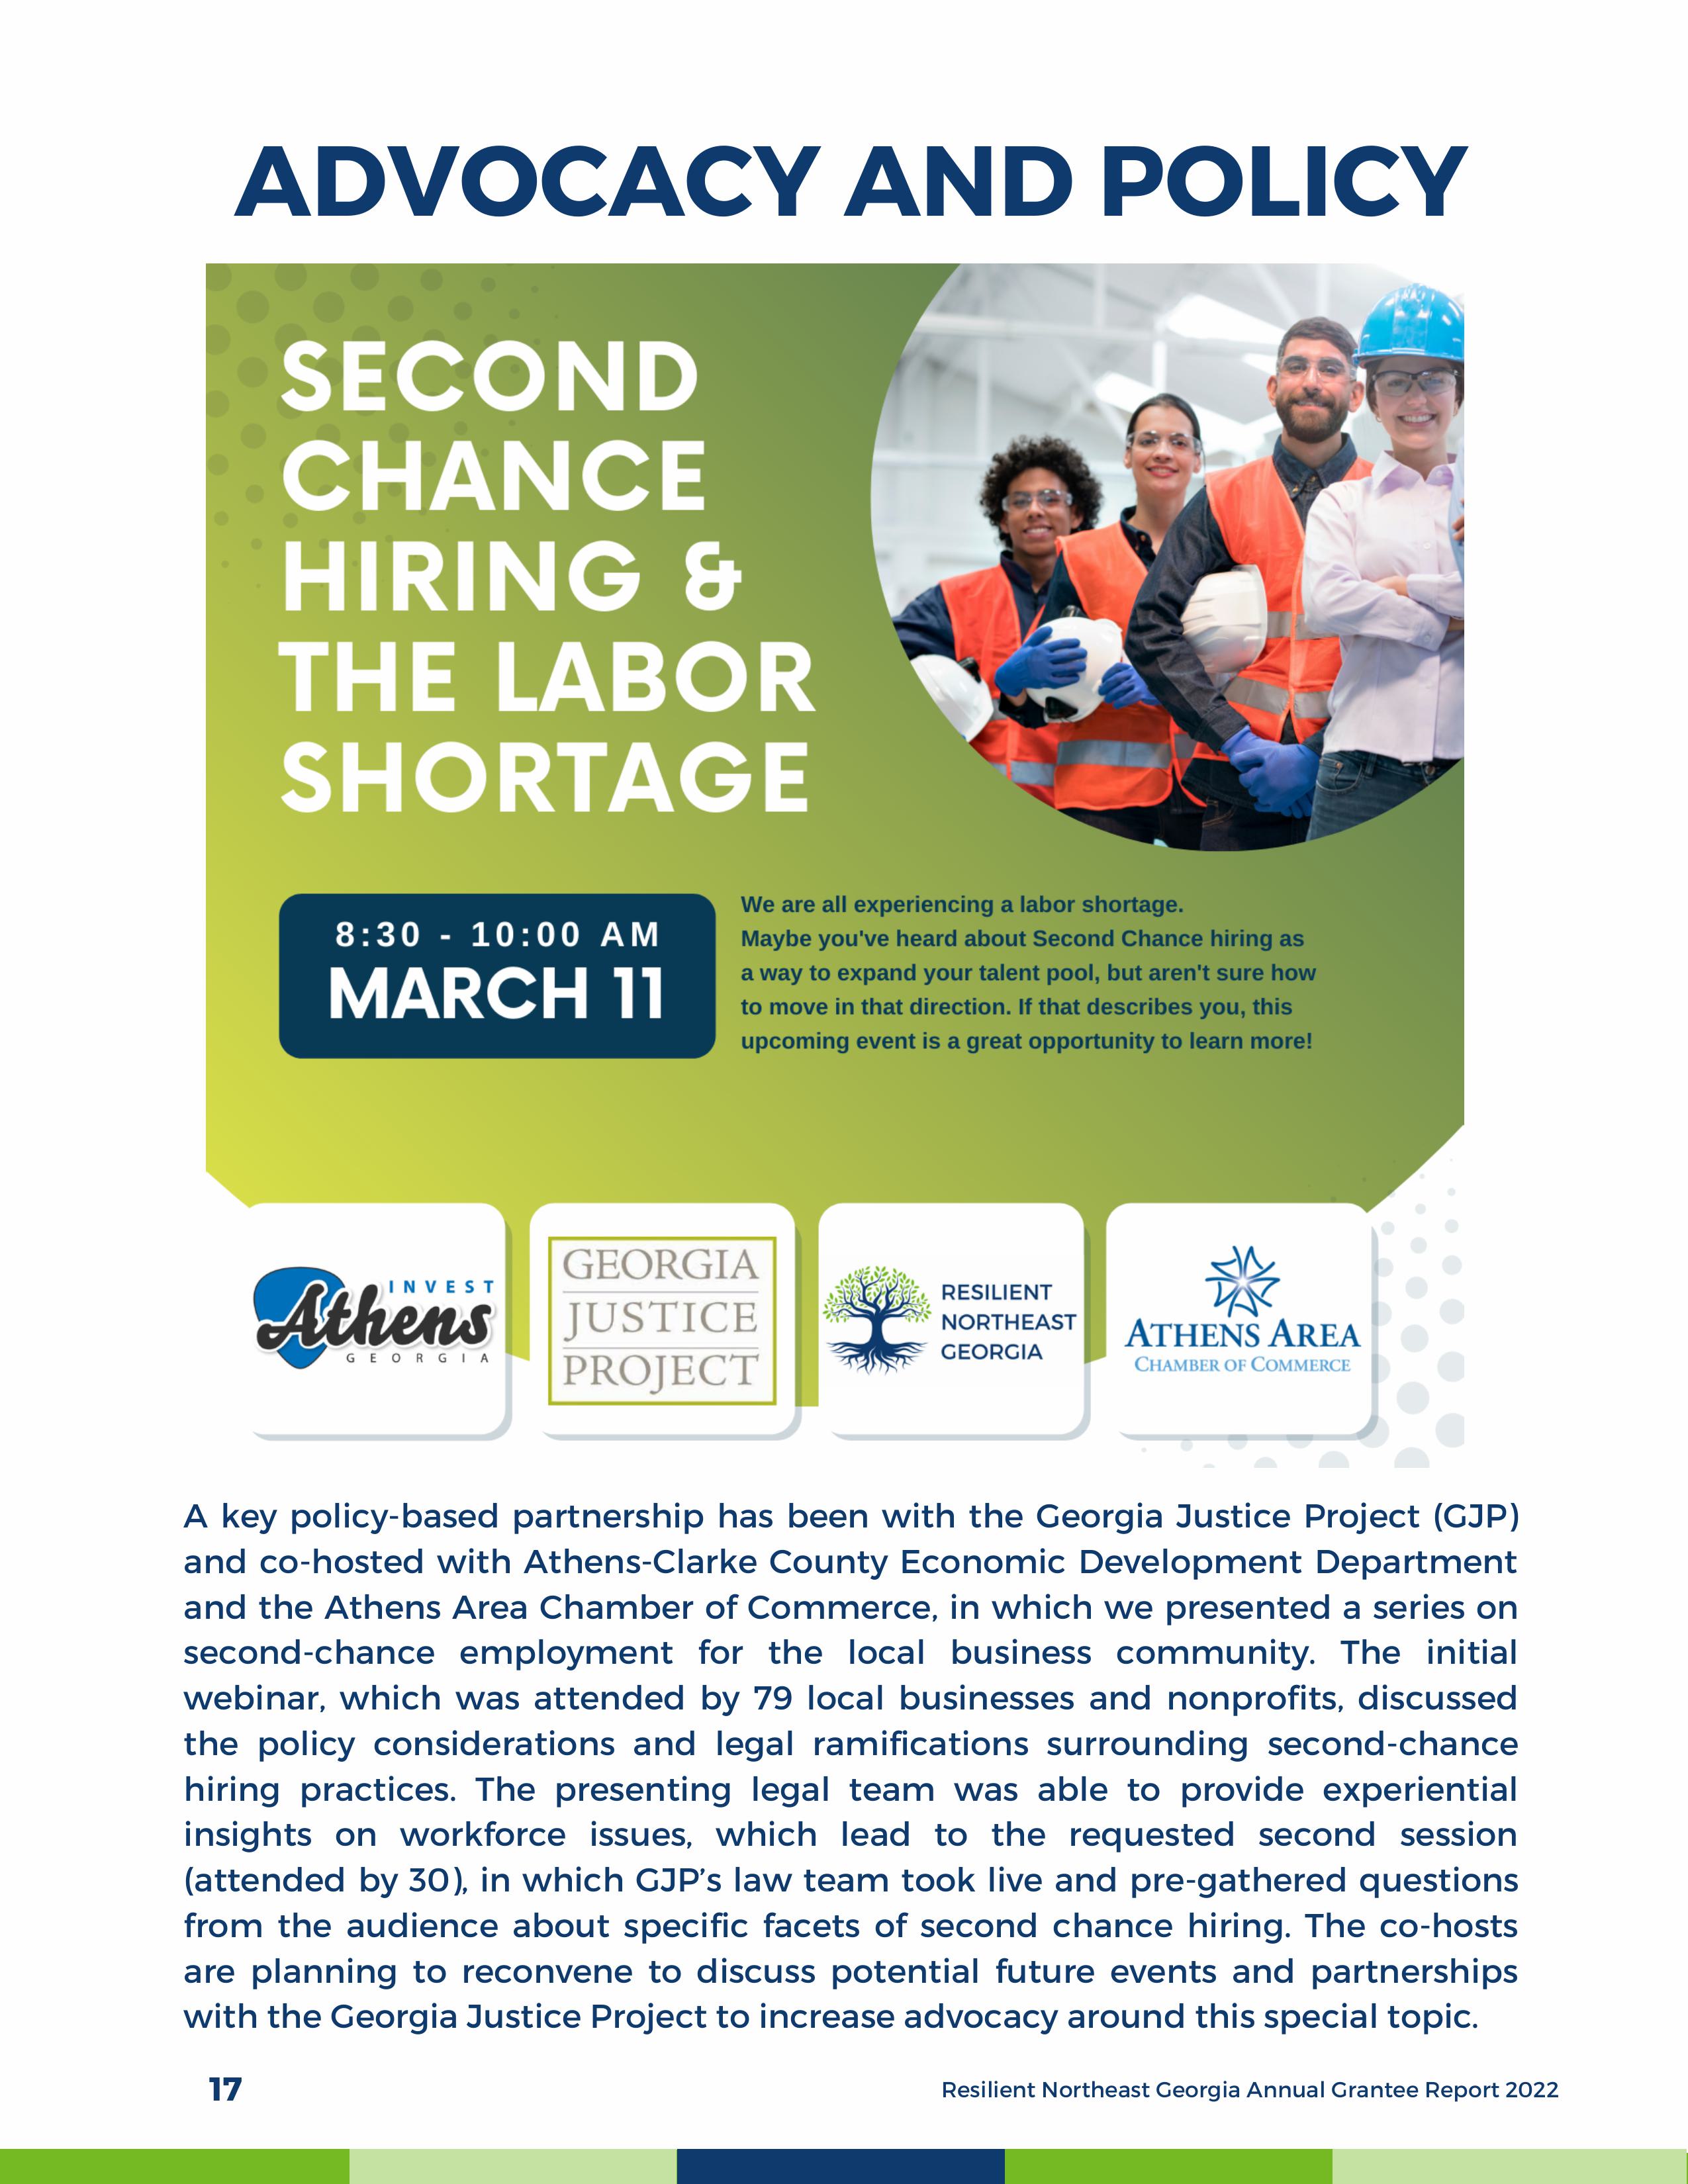 ADVOCACY AND POLICY
SECOND
CHANCE
HIRING &
THE LABOR
SHORTAGE
8:30 - 10:00 AM
MARCH 11
We are all experiencing a labor shortage.
Maybe you've heard about Second Chance hiring as
a way to expand your talent pool, but aren't sure how
to move in that direction. If that describes you, this
upcoming event is a great opportunity to learn more!
INVEST
Athens
GEORGIA
GEORGIA
JUSTICE
PROJECT
RESILIENT
NORTHEAST
GEORGIA
ATHENS AREA
CHAMBER OF COMMERCE
A key policy-based partnership has been with the Georgia Justice Project (GJP)
and co-hosted with Athens-Clarke County Economic Development Department
and the Athens Area Chamber of Commerce, in which we presented a series on
second-chance employment for the local business community. The initial
webinar, which was attended by 79 local businesses and nonprofits, discussed
the policy considerations and legal ramifications surrounding second-chance
hiring practices. The presenting legal team was able to provide experiential
insights on workforce issues, which lead to the requested second session
(attended by 30), in which GJP’s law team took live and pre-gathered questions
from the audience about specific facets of second chance hiring. The co-hosts
are planning to reconvene to discuss potential future events and partnerships
with the Georgia Justice Project to increase advocacy around this special topic.
17
Resilient Northeast Georgia Annual Grantee Report 2022